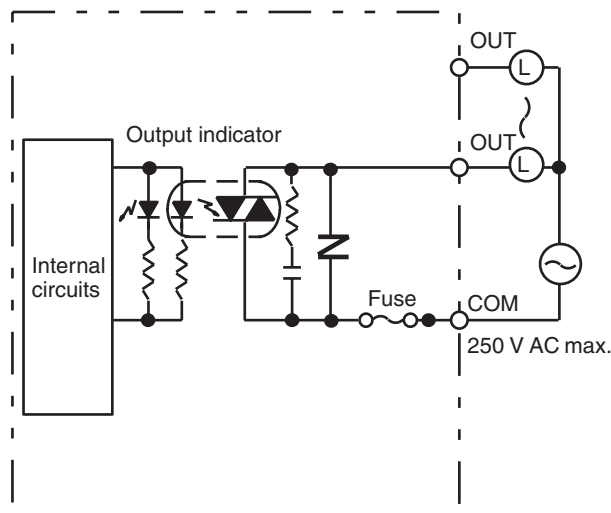 OUT
L
Output indicator
OUT
L
Internal
circuits
Fuse
COM
250 V AC max.